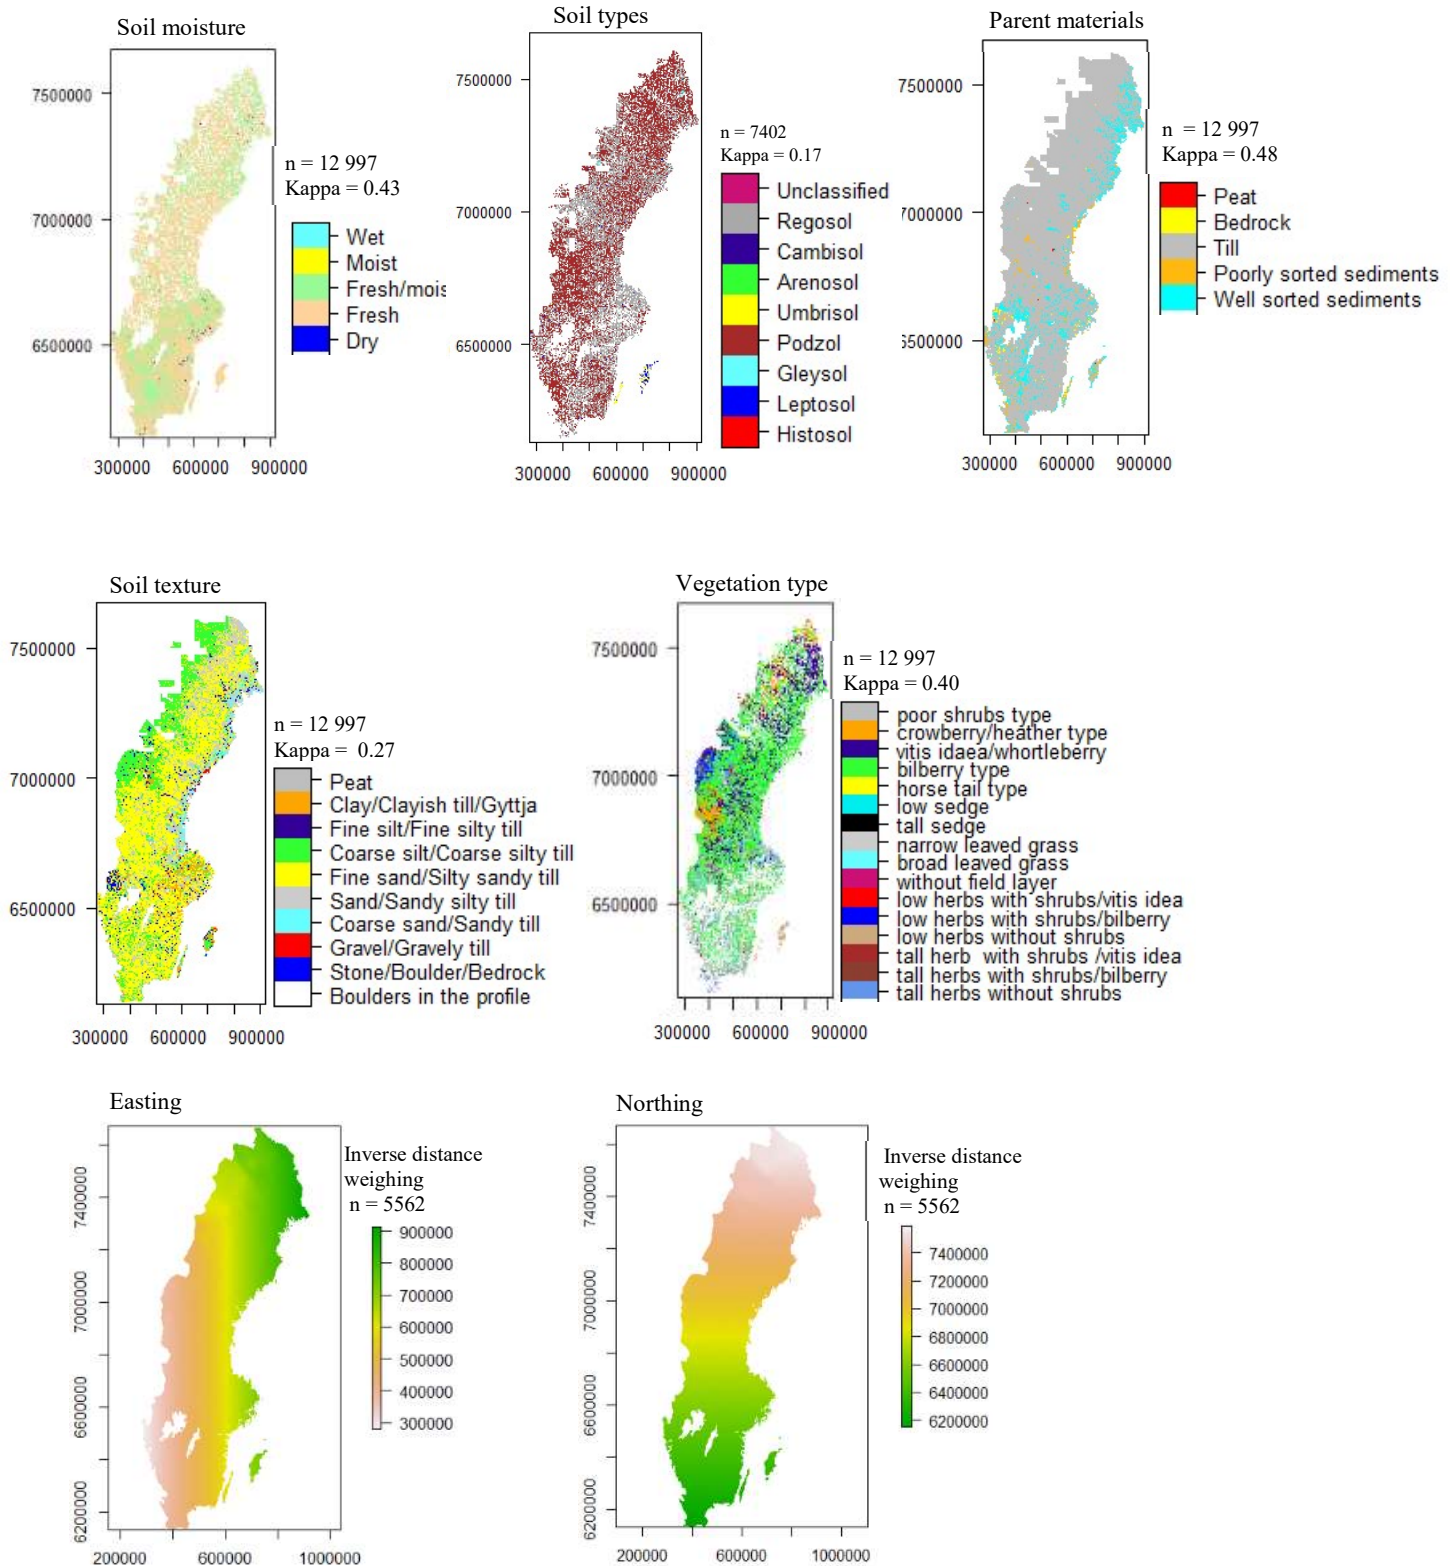 Soil moisture
7500000
7000000
6500000
300000 600000 900000
n = 12 997
Kappa = 0.43
Wet
Moist
Fresh/mois
Fresh
Dry
Soil types
7500000
7000000
6500000
300000 600000 900000
n = 7402
Kappa = 0.17
Unclassified
Regosol
Cambisol
Arenosol
Umbrisol
Podzol
Gleysol
Leptosol
Histosol
Parent materials
7500000
7000000
5500000
300000 600000 900000
n = 12 997
Kappa = 0.48
Peat
Bedrock
Till
Poorly sorted sediments
Well sorted sediments
Soil texture
7500000
7000000
6500000
300000 600000 900000
n = 12 997
Kappa = 0.27
Peat
Clay/Clayish till/Gyttja
Fine silt/Fine silty till
Coarse silt/Coarse silty till
Fine sand/Silty sandy till
Sand/Sandy silty till
Coarse sand/Sandy till
Gravel/Gravely till
Stone/Boulder/Bedrock
Boulders in the profile
Vegetation type
7500000
7000000
6500000
300000 600000 900000
n = 12 997
Kappa = 0.40
poor shrubs type
crowberry/heather type
vitis idaea/whortleberry
bilberry type
horse tail type
low sedge
tall sedge
narrow leaved grass
broad leaved grass
without field layer
low herbs with shrubs/vitis idea
low herbs with shrubs/bilberry
low herbs without shrubs
tall herb with shrubs /vitis idea
tall herbs with shrubs/bilberry
tall herbs without shrubs
Easting
7400000
7000000
6600000
6200000
200000 600000 1000000
Inverse distance
weighing
n = 5562
900000
800000
700000
600000
500000
400000
300000
Northing
7400000
7000000
6600000
6200000
200000 600000 1000000
Inverse distance
weighing
n = 5562
7400000
7200000
7000000
6800000
6600000
6400000
6200000